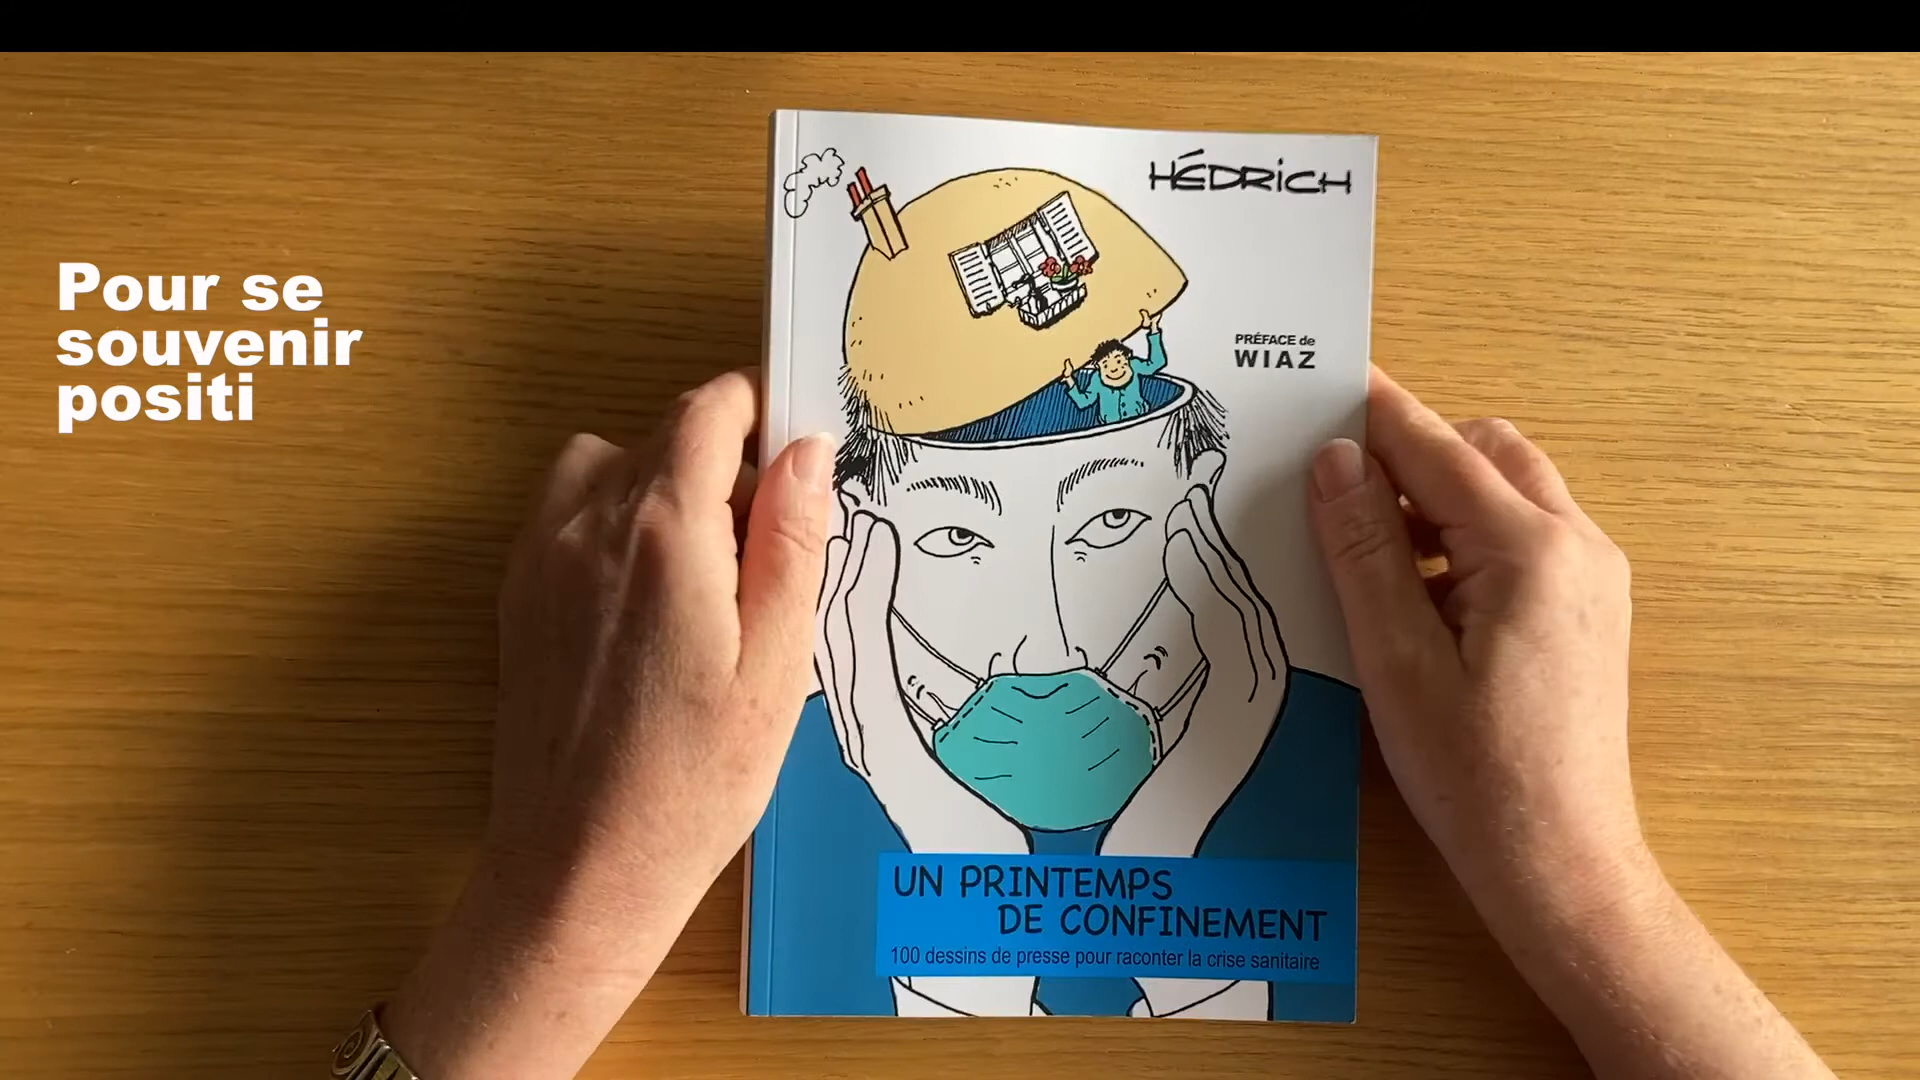 Pour se
souvenir
positi
HÉDRiCH
PRÉFACE de
WIAZ
UN PRINTEMPS
DE CONFINEMENT
100 dessins de presse pour raconter la crise sanitaire